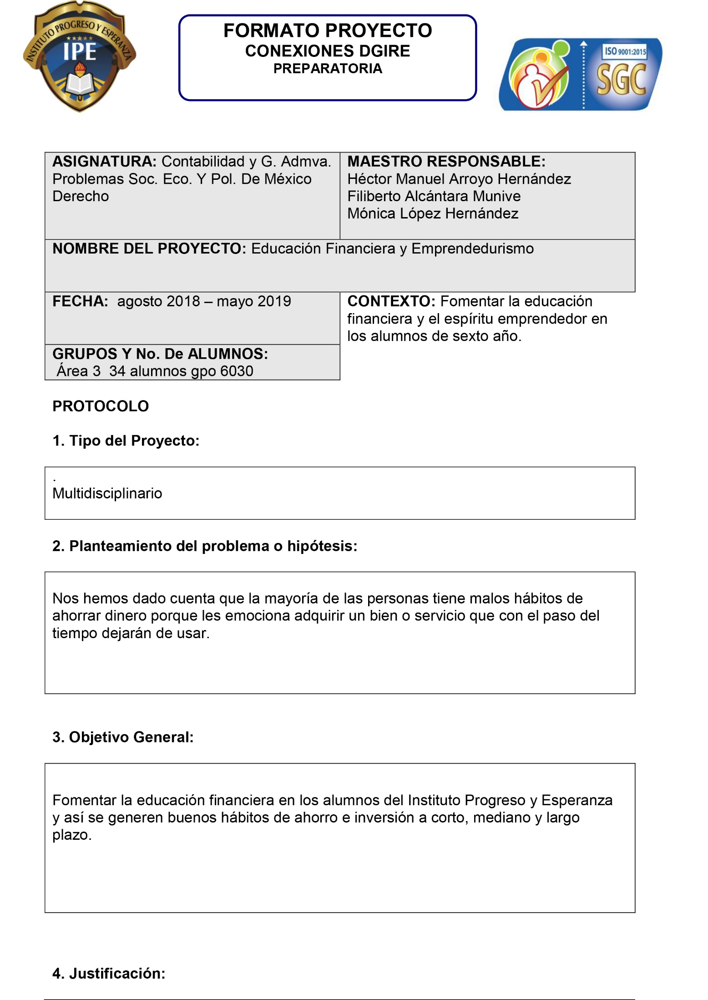 INSTITUTO PROGRESO Y ESPERANZA
IPE
FORMATO PROYECTO
CONEXIONES DGIRE
PREPARATORIA
ISO 9001:2015
SGC
ASIGNATURA: Contabilidad y G. Admva.
Problemas Soc. Eco. Y Pol. De México
Derecho
MAESTRO RESPONSABLE:
Héctor Manuel Arroyo Hernández
Filiberto Alcántara Munive
Mónica López Hernández
NOMBRE DEL PROYECTO: Educación Financiera y Emprendedurismo
FECHA:  agosto 2018 – mayo 2019
CONTEXTO: Fomentar la educación
financiera y el espíritu emprendedor en
los alumnos de sexto año.
GRUPOS Y No. De ALUMNOS:
Área 3  34 alumnos gpo 6030
PROTOCOLO
1. Tipo del Proyecto:
.
Multidisciplinario
2. Planteamiento del problema o hipótesis:
Nos hemos dado cuenta que la mayoría de las personas tiene malos hábitos de
ahorrar dinero porque les emociona adquirir un bien o servicio que con el paso del
tiempo dejarán de usar.
3. Objetivo General:
Fomentar la educación financiera en los alumnos del Instituto Progreso y Esperanza
y así se generen buenos hábitos de ahorro e inversión a corto, mediano y largo
plazo.
4. Justificación: